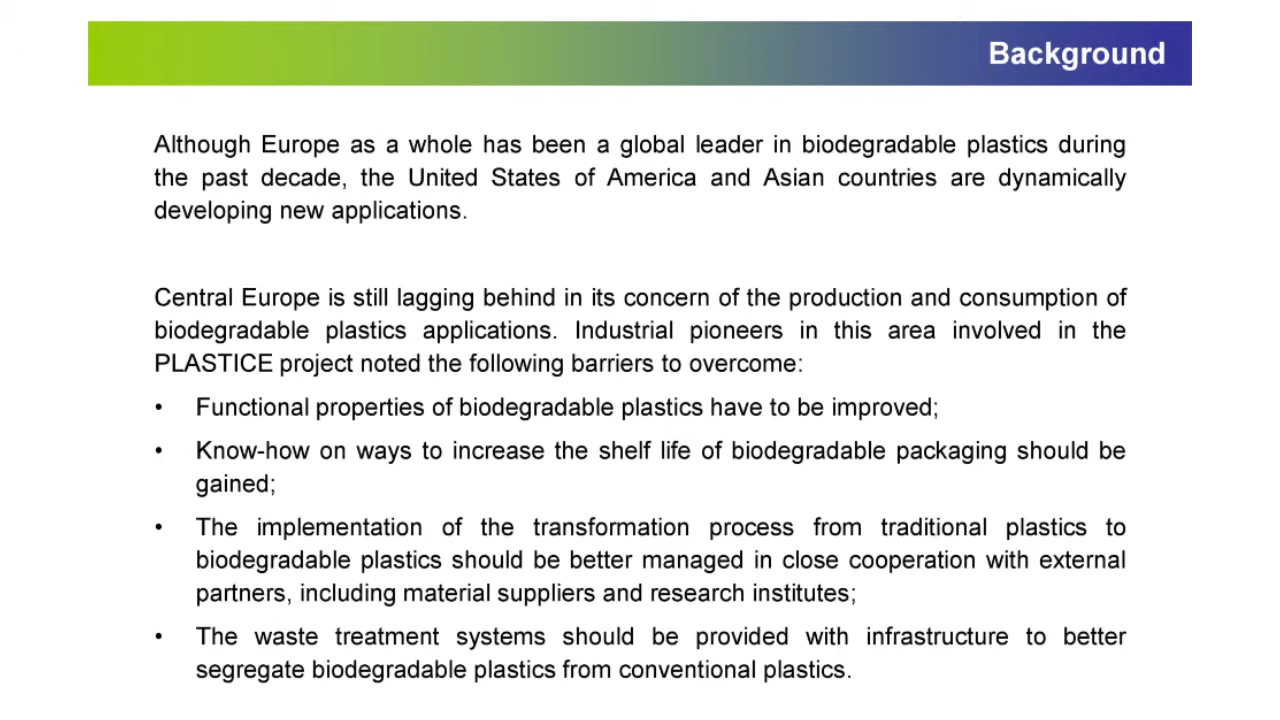 Background
Although Europe as a whole has been a global leader in biodegradable plastics during
the past decade, the United States of America and Asian countries are dynamically
developing new applications.
Central Europe is still lagging behind in its concern of the production and consumption of
biodegradable plastics applications. Industrial pioneers in this area involved in the
PLASTICE project noted the following barriers to overcome:
• Functional properties of biodegradable plastics have to be improved;
• Know-how on ways to increase the shelf life of biodegradable packaging should be
gained;
• The implementation of the transformation process from traditional plastics to
biodegradable plastics should be better managed in close cooperation with external
partners, including material suppliers and research institutes;
• The waste treatment systems should be provided with infrastructure to better
segregate biodegradable plastics from conventional plastics.